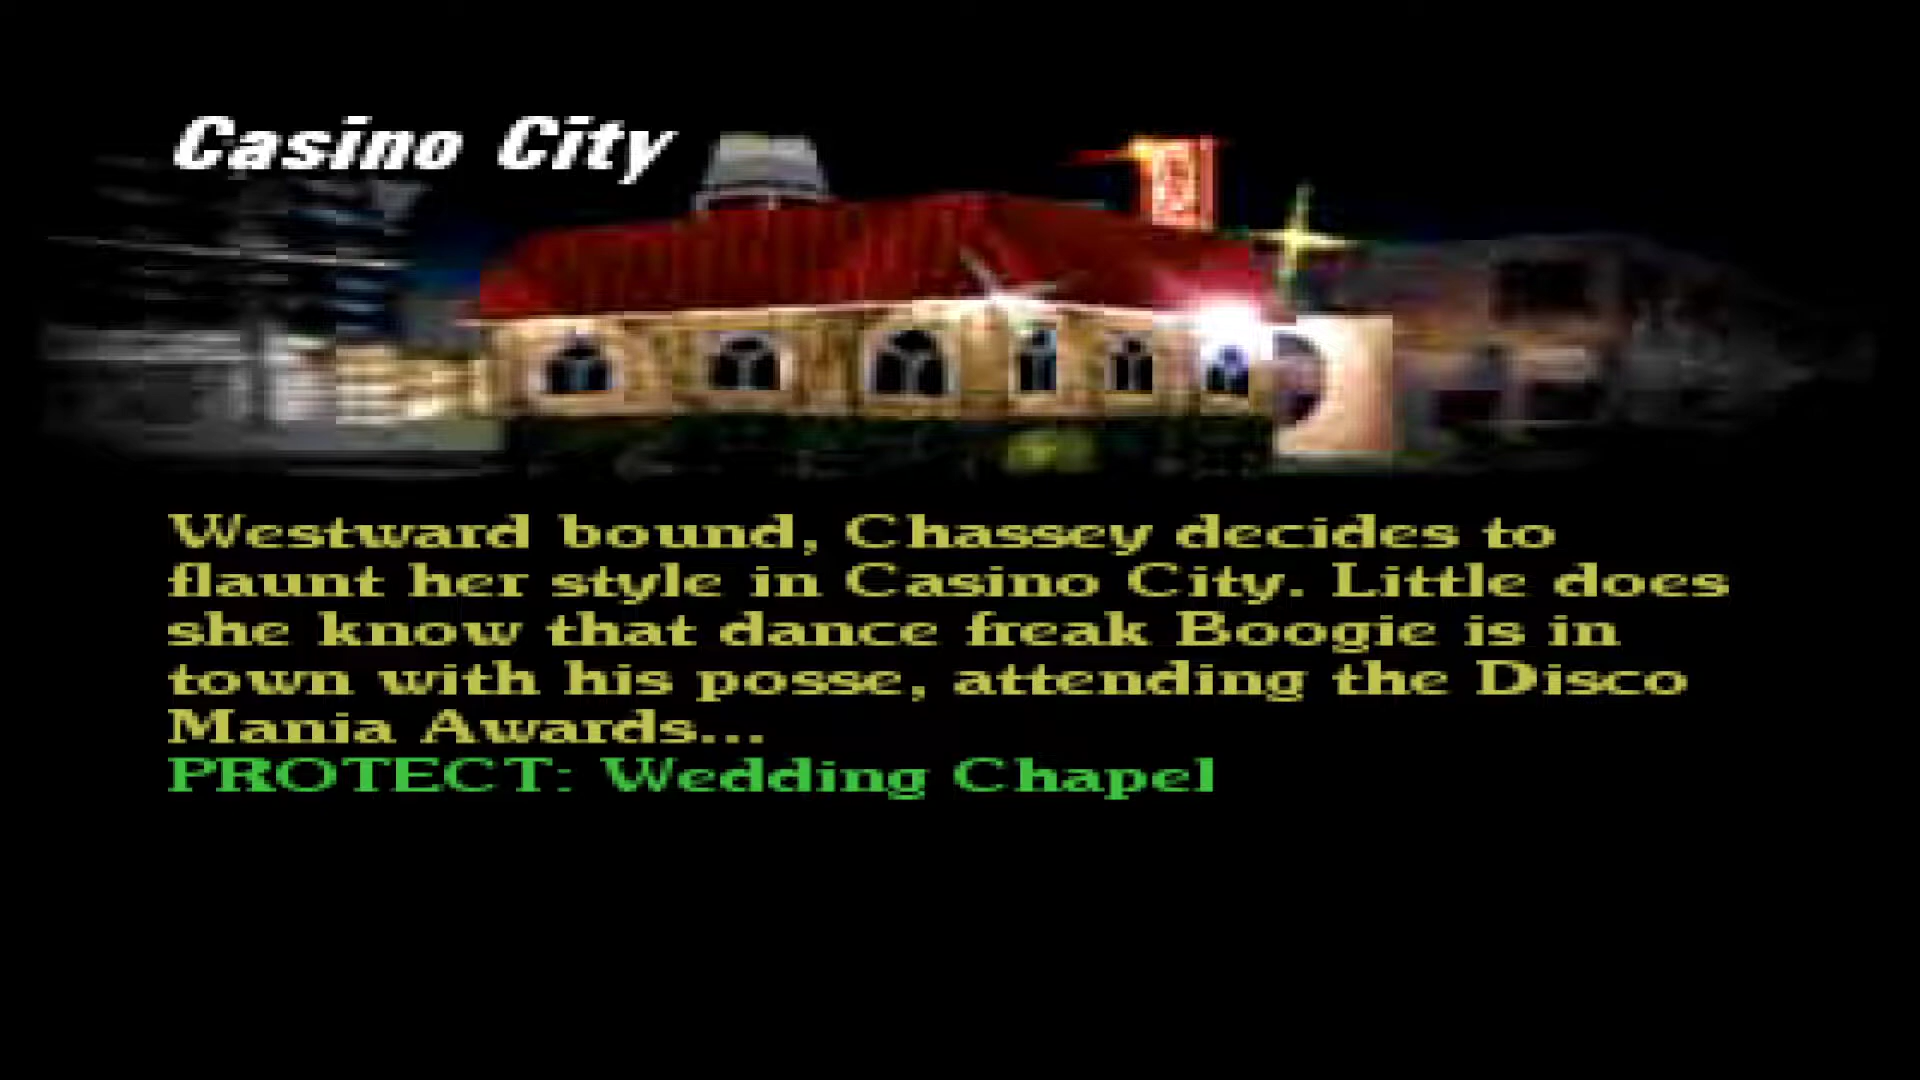 Casino City
Westward bound, Chassey decides to
flaunt her style in Casino City. Little does
she know that dance freak Boogie is in
town with his posse, attending the Disco
Mania Awards...
PROTECT: Wedding Chapel